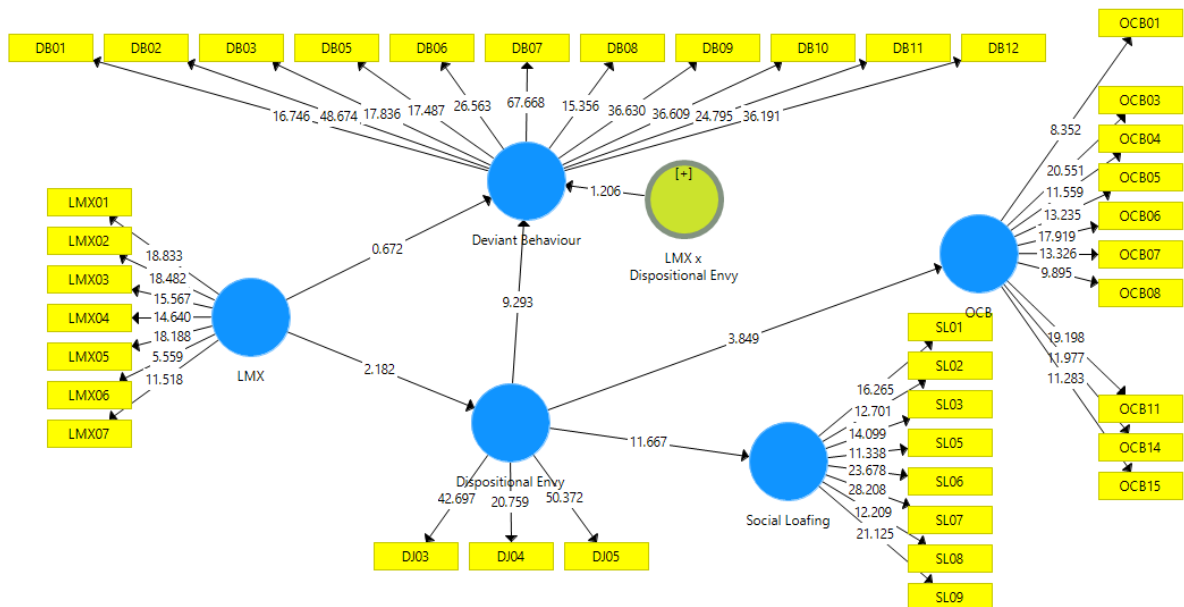 DB01 DB02 DB03 DB05 DB06 DB07 DB08 DB09 DB10 DB11 DB12
16.746 48.674 17.836 17.487 26.563 67.668 15.356 36.630 36.609 24.795 36.191
OCB01
OCB03
OCB04
OCB05
OCB06
OCB07
OCB08
OCB11
OCB14
OCB15
8.352
20.551
11.559
13.235
17.919
13.326
9.895
19.198
11.977
11.283
OCB
[+]
1.206
Deviant Behaviour
LMX x
Dispositional Envy
LMX01
LMX02
LMX03
LMX04
LMX05
LMX06
LMX07
18.833
18.482
15.567
14.640
18.188
5.559
11.518
LMX
0.672
9.293
2.182
3.849
11.667
Dispositional Envy
42.697 20.759 50.372
DJ03 DJ04 DJ05
Social Loafing
16.265
12.701
14.099
11.338
23.678
28.208
12.209
21.125
SL01
SL02
SL03
SL05
SL06
SL07
SL08
SL09